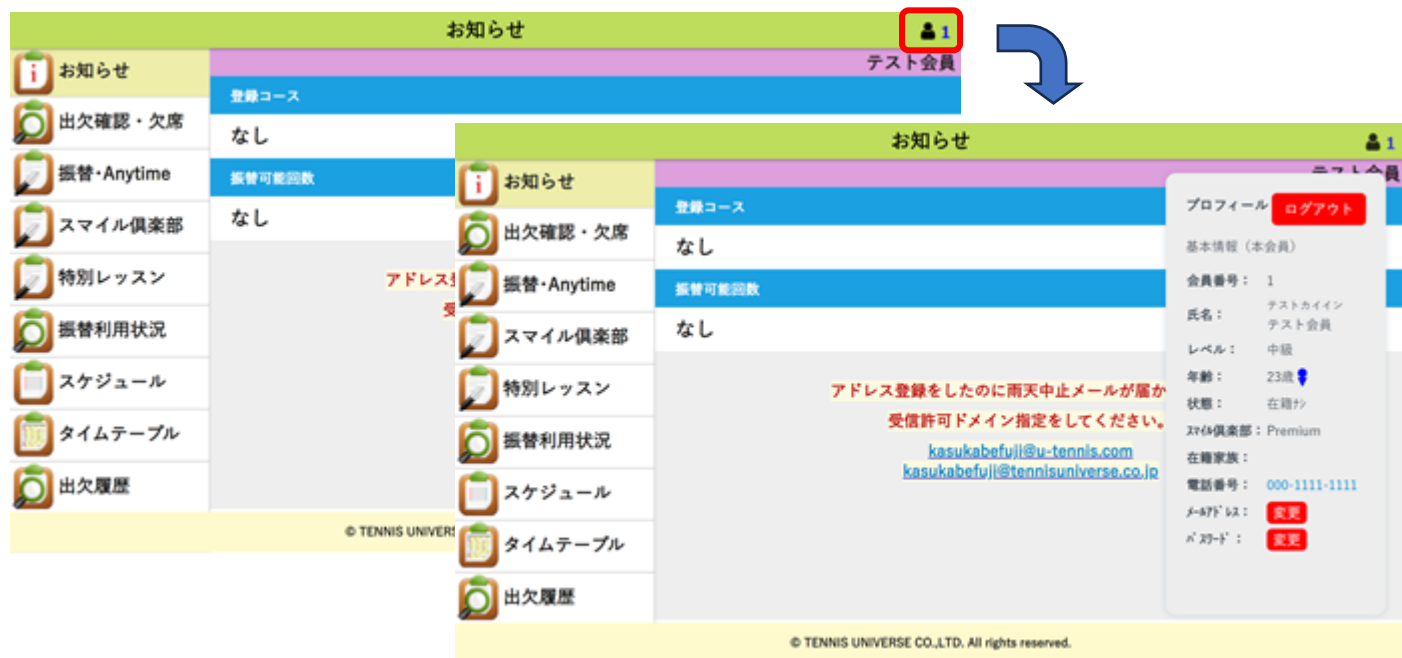 お知らせ
1
テスト会員
お知らせ
出欠確認・欠席
振替・Anytime
スマイル倶楽部
特別レッスン
振替利用状況
スケジュール
タイムテーブル
出欠履歴
登録コース
なし
振替可能回数
なし
アドレス
受
© TENNIS UNIVERS
お知らせ
1
テスト会員
お知らせ
出欠確認・欠席
振替・Anytime
スマイル倶楽部
特別レッスン
振替利用状況
スケジュール
タイムテーブル
出欠履歴
登録コース
なし
振替可能回数
なし
アドレス登録をしたのに雨天中止メールが届か
受信許可ドメイン指定をしてください。
kasukabefuji@u-tennis.com
kasukabefuji@tennisuniverse.co.jp
プロフィール ログアウト
基本情報（本会員）
会員番号： 1
テストカイイン
氏名： テスト会員
レベル： 中級
年齢： 23歳
状態： 在籍ナシ
スマイル倶楽部： Premium
在籍家族：
電話番号： 000-1111-1111
メールアドレス： 変更
パスワード： 変更
© TENNIS UNIVERSE CO.,LTD. All rights reserved.